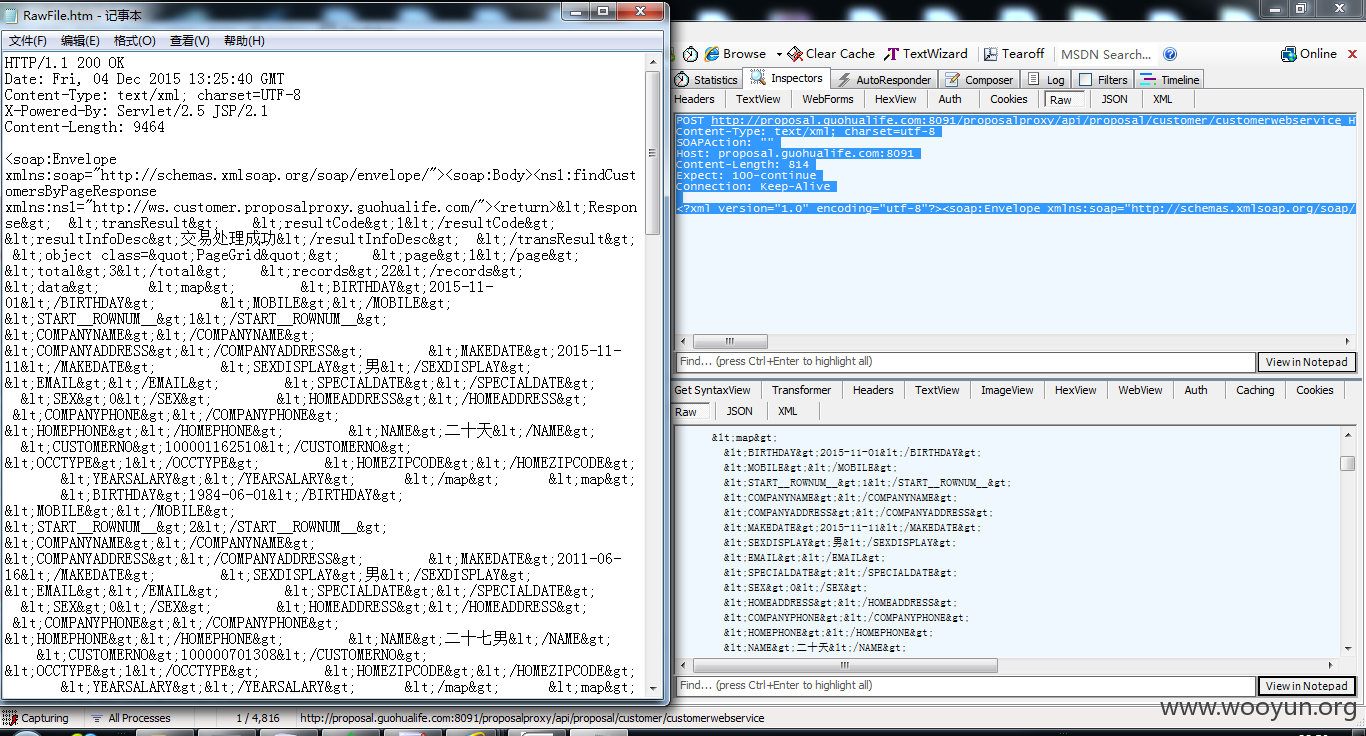 RawFile.htm - 记事本
文件(F) 编辑(E) 格式(O) 查看(V) 帮助(H)
HTTP/1.1 200 OK
Date: Fri, 04 Dec 2015 13:25:40 GMT
Content-Type: text/xml; charset=UTF-8
X-Powered-By: Servlet/2.5 JSP/2.1
Content-Length: 9464
<soap:Envelope
xmlns:soap="http://schemas.xmlsoap.org/soap/envelope/"><soap:Body><ns1:findCust
omersByPageResponse
xmlns:ns1="http://ws.customer.proposalproxy.guohualife.com/"><return>&lt;Respon
se&gt; &lt;transResult&gt; &lt;resultCode&gt;1&lt;/resultCode&gt;
&lt;resultInfoDesc&gt;交易处理成功&lt;/resultInfoDesc&gt; &lt;/transResult&gt;
&lt;object class=&quot;PageGrid&quot;&gt; &lt;page&gt;1&lt;/page&gt;
&lt;total&gt;3&lt;/total&gt; &lt;records&gt;22&lt;/records&gt;
&lt;data&gt; &lt;map&gt; &lt;BIRTHDAY&gt;2015-11-
01&lt;/BIRTHDAY&gt; &lt;MOBILE&gt;&lt;/MOBILE&gt;
&lt;START__ROWNUM__&gt;1&lt;/START__ROWNUM__&gt;
&lt;COMPANYNAME&gt;&lt;/COMPANYNAME&gt;
&lt;COMPANYADDRESS&gt;&lt;/COMPANYADDRESS&gt; &lt;MAKEDATE&gt;2015-11-
11&lt;/MAKEDATE&gt; &lt;SEXDISPLAY&gt;男&lt;/SEXDISPLAY&gt;
&lt;EMAIL&gt;&lt;/EMAIL&gt; &lt;SPECIALDATE&gt;&lt;/SPECIALDATE&gt;
&lt;SEX&gt;0&lt;/SEX&gt; &lt;HOMEADDRESS&gt;&lt;/HOMEADDRESS&gt;
&lt;COMPANYPHONE&gt;&lt;/COMPANYPHONE&gt;
&lt;HOMEPHONE&gt;&lt;/HOMEPHONE&gt; &lt;NAME&gt;二十天&lt;/NAME&gt;
&lt;CUSTOMERNO&gt;100001162510&lt;/CUSTOMERNO&gt;
&lt;OCCTYPE&gt;1&lt;/OCCTYPE&gt; &lt;HOMEZIPCODE&gt;&lt;/HOMEZIPCODE&gt;
&lt;YEARSALARY&gt;&lt;/YEARSALARY&gt; &lt;/map&gt; &lt;map&gt;
&lt;BIRTHDAY&gt;1984-06-01&lt;/BIRTHDAY&gt;
&lt;MOBILE&gt;&lt;/MOBILE&gt;
&lt;START__ROWNUM__&gt;2&lt;/START__ROWNUM__&gt;
&lt;COMPANYNAME&gt;&lt;/COMPANYNAME&gt;
&lt;COMPANYADDRESS&gt;&lt;/COMPANYADDRESS&gt; &lt;MAKEDATE&gt;2011-06-
16&lt;/MAKEDATE&gt; &lt;SEXDISPLAY&gt;男&lt;/SEXDISPLAY&gt;
&lt;EMAIL&gt;&lt;/EMAIL&gt; &lt;SPECIALDATE&gt;&lt;/SPECIALDATE&gt;
&lt;SEX&gt;0&lt;/SEX&gt; &lt;HOMEADDRESS&gt;&lt;/HOMEADDRESS&gt;
&lt;COMPANYPHONE&gt;&lt;/COMPANYPHONE&gt;
&lt;HOMEPHONE&gt;&lt;/HOMEPHONE&gt; &lt;NAME&gt;二十七男&lt;/NAME&gt;
&lt;CUSTOMERNO&gt;100000701308&lt;/CUSTOMERNO&gt;
&lt;OCCTYPE&gt;1&lt;/OCCTYPE&gt; &lt;HOMEZIPCODE&gt;&lt;/HOMEZIPCODE&gt;
&lt;YEARSALARY&gt;&lt;/YEARSALARY&gt; &lt;/map&gt; &lt;map&gt;
Browse Clear Cache TextWizard Tearoff MSDN Search... Online
Statistics Inspectors AutoResponder Composer Log Filters Timeline
Headers TextView WebForms HexView Auth Cookies Raw JSON XML
POST http://proposal.guohualife.com:8091/proposalproxy/api/proposal/customer/customerwebservice H
Content-Type: text/xml; charset=utf-8
SOAPAction: ""
Host: proposal.guohualife.com:8091
Content-Length: 814
Expect: 100-continue
Connection: Keep-Alive
<?xml version="1.0" encoding="utf-8"?><soap:Envelope xmlns:soap="http://schemas.xmlsoap.org/soap/
Find... (press Ctrl+Enter to highlight all) View in Notepad
Get SyntaxView Transformer Headers TextView ImageView HexView WebView Auth Caching Cookies
Raw JSON XML
&lt;map&gt;
&lt;BIRTHDAY&gt;2015-11-01&lt;/BIRTHDAY&gt;
&lt;MOBILE&gt;&lt;/MOBILE&gt;
&lt;START__ROWNUM__&gt;1&lt;/START__ROWNUM__&gt;
&lt;COMPANYNAME&gt;&lt;/COMPANYNAME&gt;
&lt;COMPANYADDRESS&gt;&lt;/COMPANYADDRESS&gt;
&lt;MAKEDATE&gt;2015-11-11&lt;/MAKEDATE&gt;
&lt;SEXDISPLAY&gt;男&lt;/SEXDISPLAY&gt;
&lt;EMAIL&gt;&lt;/EMAIL&gt;
&lt;SPECIALDATE&gt;&lt;/SPECIALDATE&gt;
&lt;SEX&gt;0&lt;/SEX&gt;
&lt;HOMEADDRESS&gt;&lt;/HOMEADDRESS&gt;
&lt;COMPANYPHONE&gt;&lt;/COMPANYPHONE&gt;
&lt;HOMEPHONE&gt;&lt;/HOMEPHONE&gt;
&lt;NAME&gt;二十天&lt;/NAME&gt;
Find... (press Ctrl+Enter to highlight all) View in Notepad
www.wooyun.org
Capturing All Processes 1 / 4,816 http://proposal.guohualife.com:8091/proposalproxy/api/proposal/customer/customerwebservice